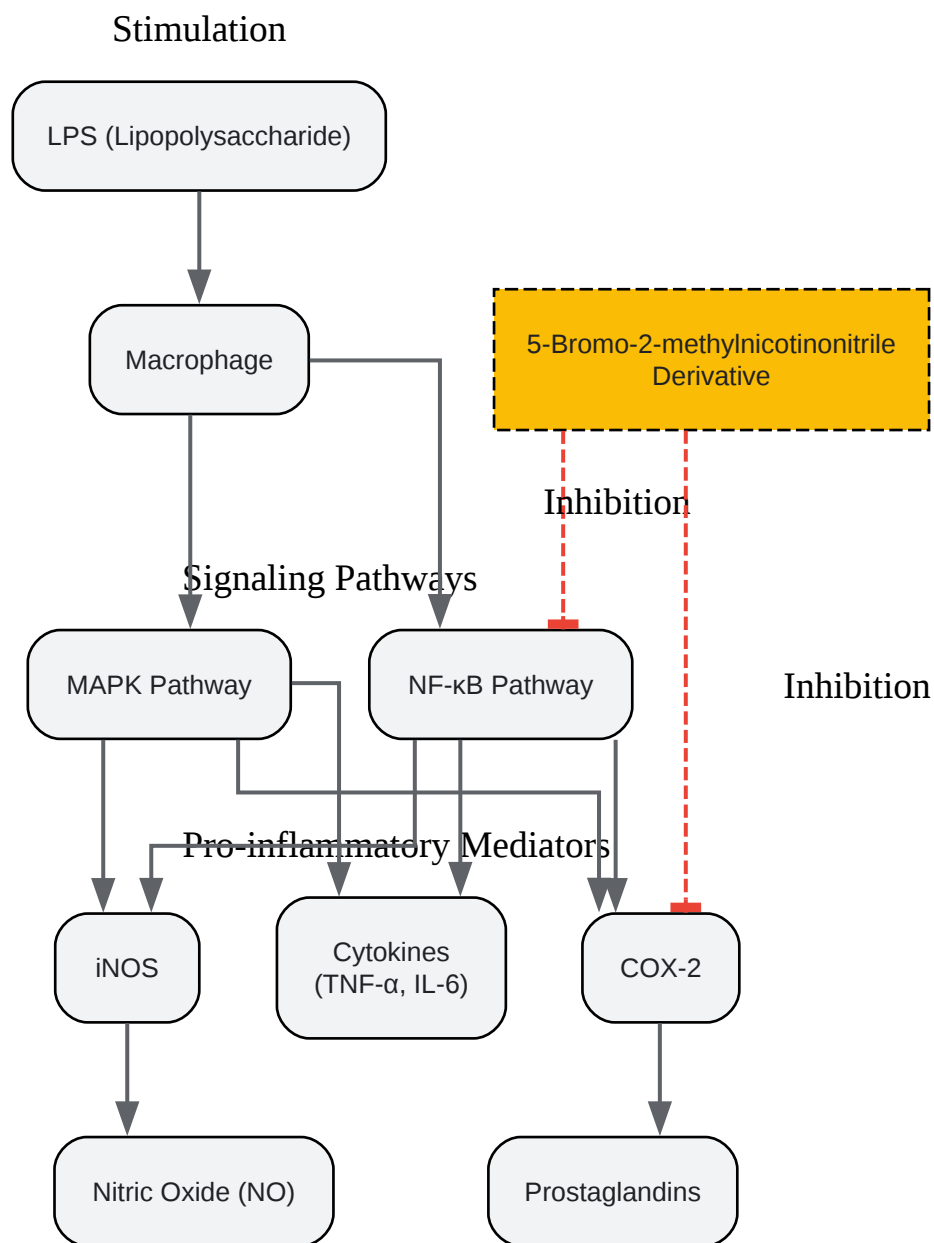 Stimulation
LPS (Lipopolysaccharide)
Macrophage
5-Bromo-2-methylnicotinonitrile
Derivative
Inhibition
Signaling Pathways
MAPK Pathway
NF-κB Pathway
Inhibition
Pro-inflammatory Mediators
iNOS
Cytokines
(TNF-α, IL-6)
COX-2
Nitric Oxide (NO)
Prostaglandins